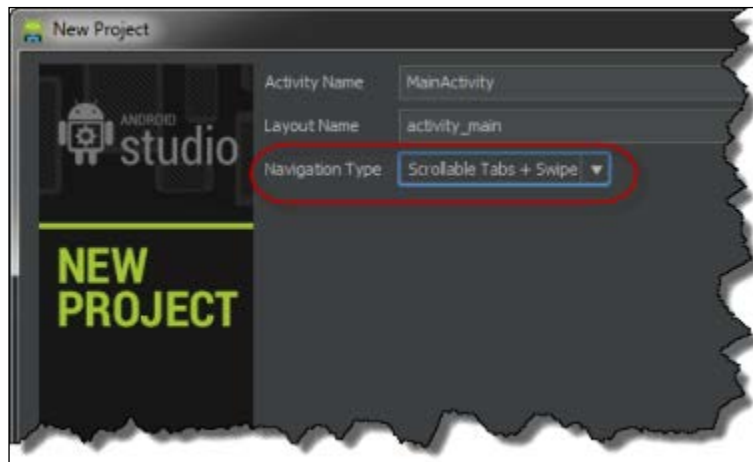 New Project
ANDROID
studio
Activity Name MainActivity
Layout Name activity_main
Navigation Type Scrollable Tabs + Swipe
NEW
PROJECT